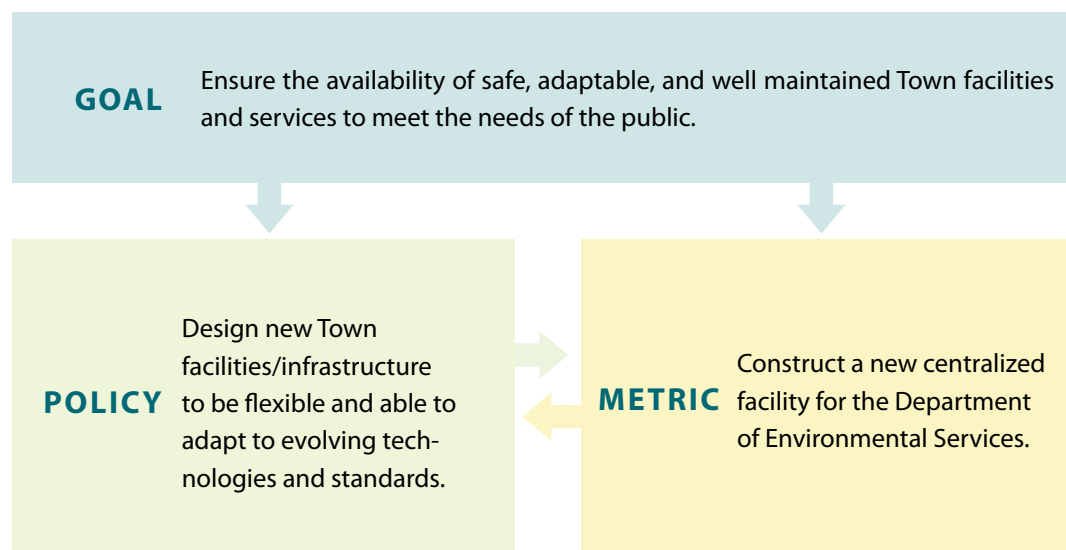 GOAL
Ensure the availability of safe, adaptable, and well maintained Town facilities
and services to meet the needs of the public.
POLICY
Design new Town
facilities/infrastructure
to be flexible and able to
adapt to evolving tech-
nologies and standards.
METRIC
Construct a new centralized
facility for the Department
of Environmental Services.